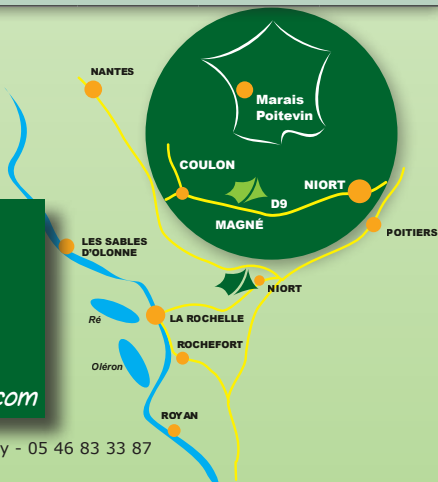 NANTES
Marais
Poitevin
COULON
NIORT
D9
MAGNÉ
POITIERS
LES SABLES
D'OLONNE
NIORT
Ré
LA ROCHELLE
ROCHEFORT
Oléron
com
ROYAN
y - 05 46 83 33 87